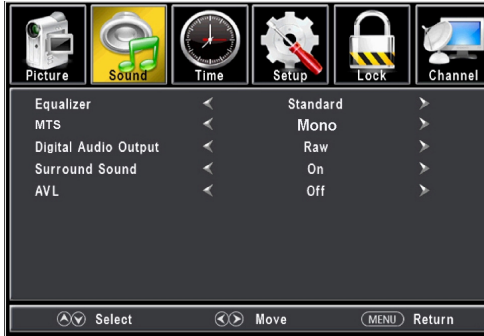 Picture Sound Time Setup Lock Channel
Equalizer Standard
MTS Mono
Digital Audio Output Raw
Surround Sound On
AVL Off
Select Move MENU Return